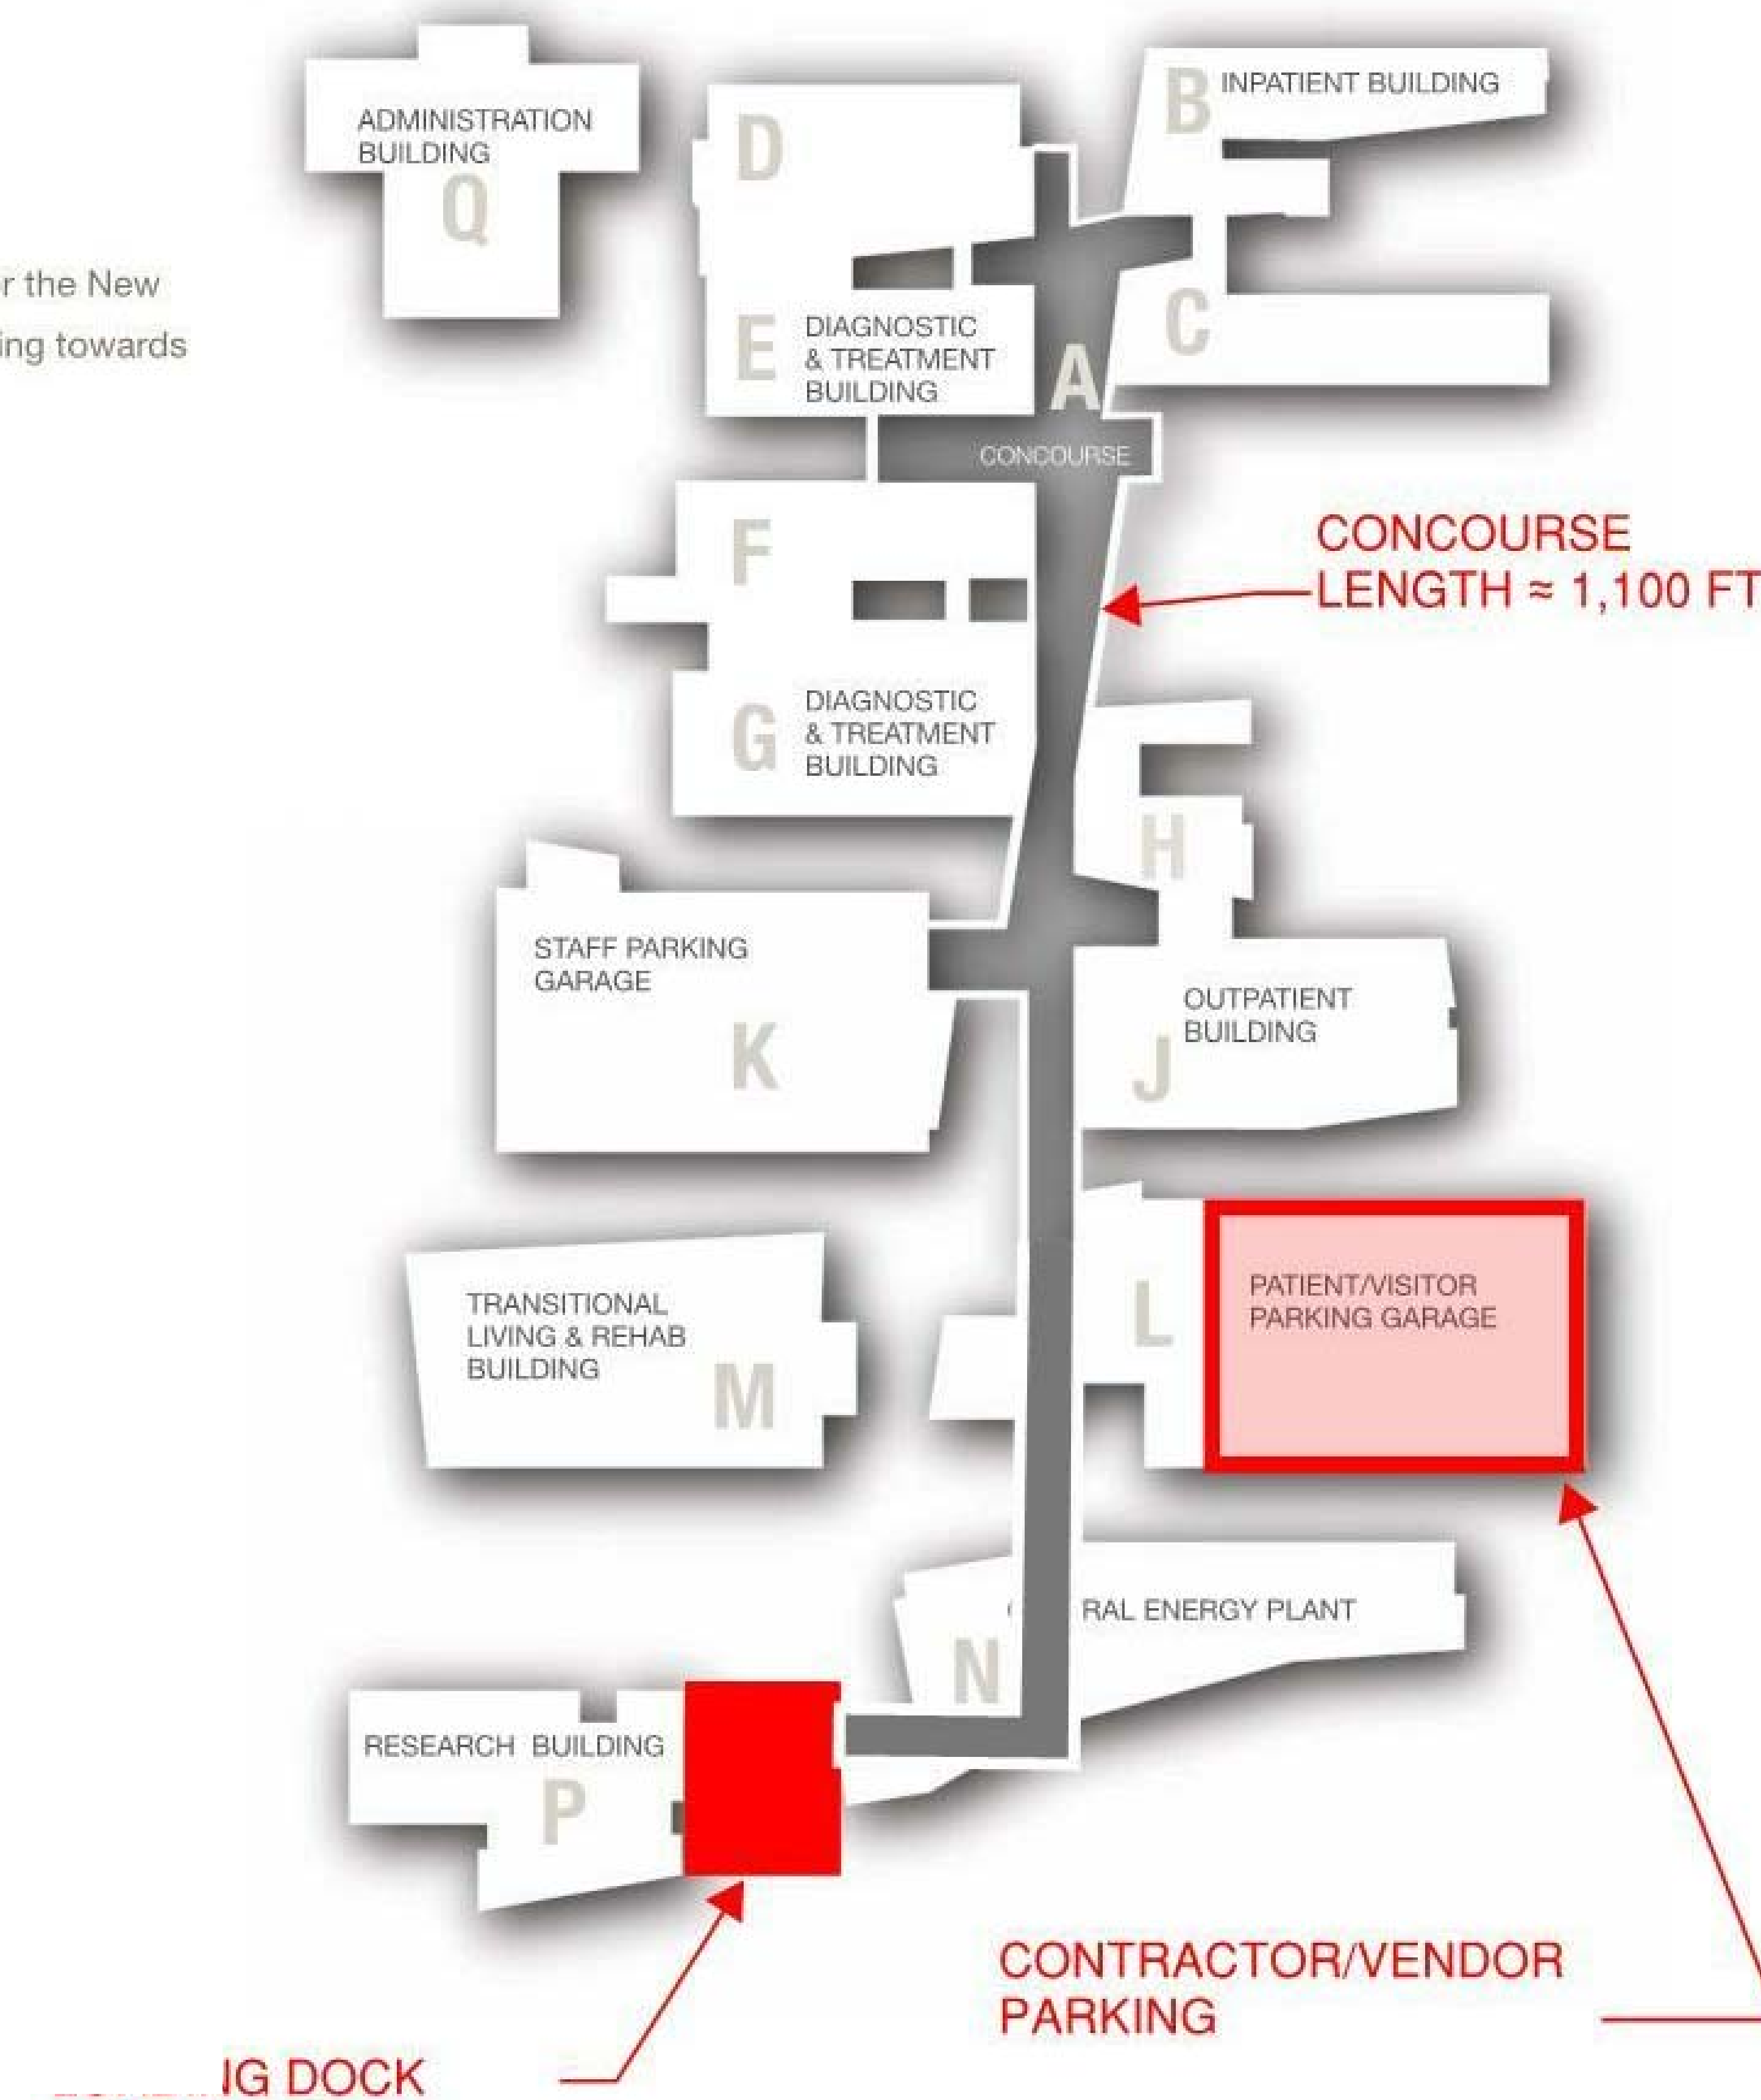 ADMINISTRATION
BUILDING
Q
D
B INPATIENT BUILDING
r the New
ing towards
E DIAGNOSTIC
& TREATMENT
BUILDING
A
C
CONCOURSE
F
CONCOURSE
LENGTH ≈ 1,100 FT
G DIAGNOSTIC
& TREATMENT
BUILDING
H
STAFF PARKING
GARAGE
K
OUTPATIENT
BUILDING
J
L
PATIENT/VISITOR
PARKING GARAGE
TRANSITIONAL
LIVING & REHAB
BUILDING
M
RAL ENERGY PLANT
N
RESEARCH BUILDING
P
CONTRACTOR/VENDOR
PARKING
NG DOCK